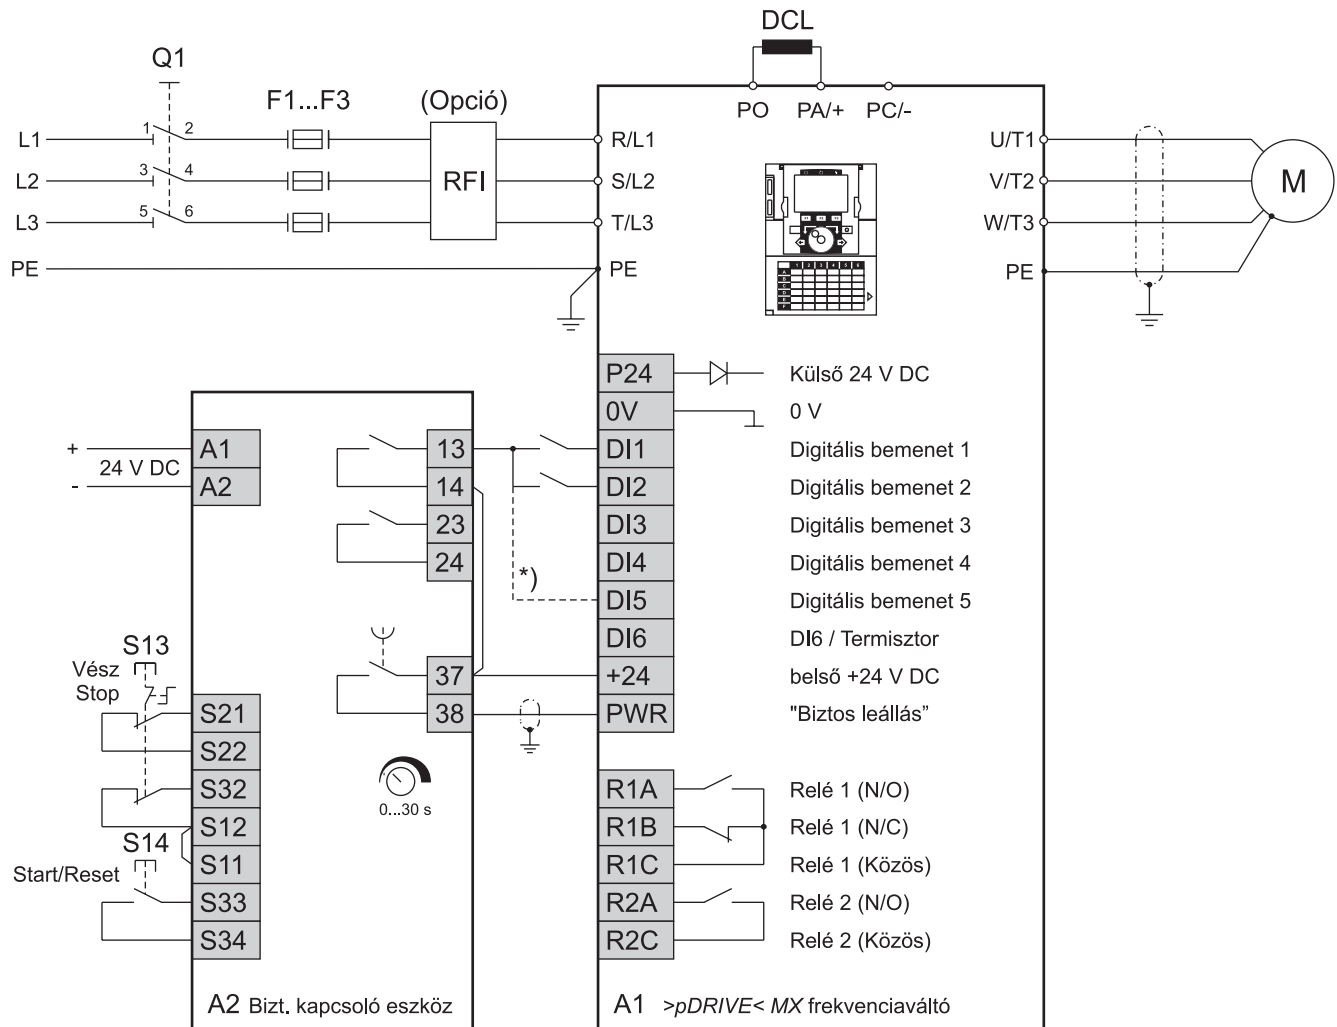 DCL
Q1
F1...F3
(Opció)
PO PA/+ PC/-
L1 1 2 R/L1 U/T1
L2 3 4 RFI S/L2 V/T2 M
L3 5 6 T/L3 W/T3
PE PE PE
P24 Külső 24 V DC
0V 0 V
+ A1 13 DI1 Digitális bemenet 1
24 V DC
- A2 14 DI2 Digitális bemenet 2
23 DI3 Digitális bemenet 3
24 DI4 Digitális bemenet 4
*)
DI5 Digitális bemenet 5
DI6 DI6 / Termisztor
S13
Vész
Stop
37 +24 belső +24 V DC
S21 38 PWR "Biztos leállás”
S22
S32 R1A Relé 1 (N/O)
0...30 s
S12 R1B Relé 1 (N/C)
S14
S11 R1C Relé 1 (Közös)
Start/Reset
S33 R2A Relé 2 (N/O)
S34 R2C Relé 2 (Közös)
A2 Bizt. kapcsoló eszköz
A1 >pDRIVE< MX frekvenciaváltó